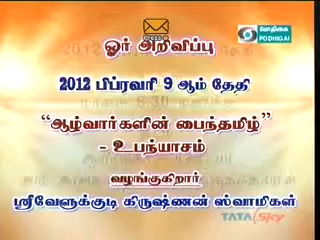 ஓர் அறிவிப்பு
பொதிகை
PODHIGAI
2012 பிப்ரவரி 9 ஆம் தேதி
“ஆழ்வார்களின் பைந்தமிழ்”
- உபந்யாசம்
வழங்குகிறார்
ஸ்ரீவேளுக்குடி கிருஷ்ணன் ஸ்வாமிகள்
TATA Sky